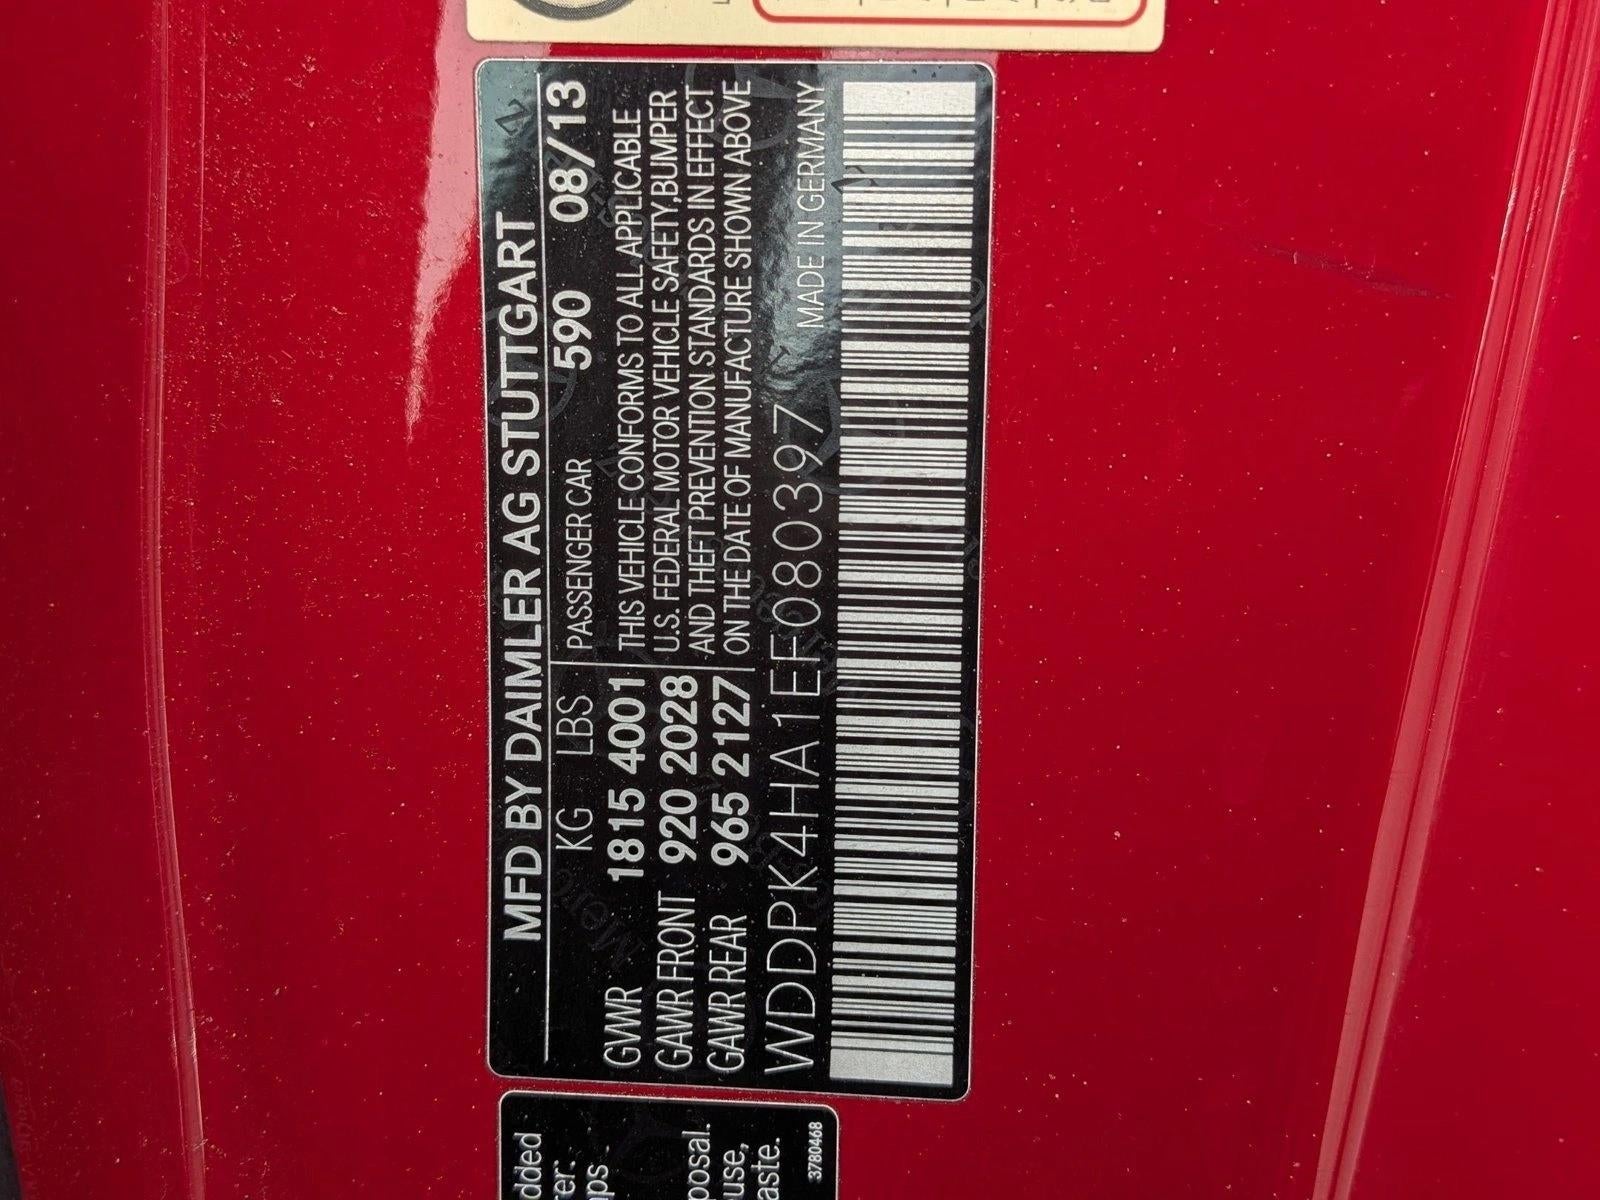 MFD BY DAIMLER AG STUTTGART
KG LBS PASSENGER CAR 590 08/13
GVWR 1815 4001
GAWR FRONT 920 2028
GAWR REAR 965 2127
THIS VEHICLE CONFORMS TO ALL APPLICABLE
U.S. FEDERAL MOTOR VEHICLE SAFETY,BUMPER
AND THEFT PREVENTION STANDARDS IN EFFECT
ON THE DATE OF MANUFACTURE SHOWN ABOVE
WDDPK4HA1EF080397 MADE IN GERMANY
3780468